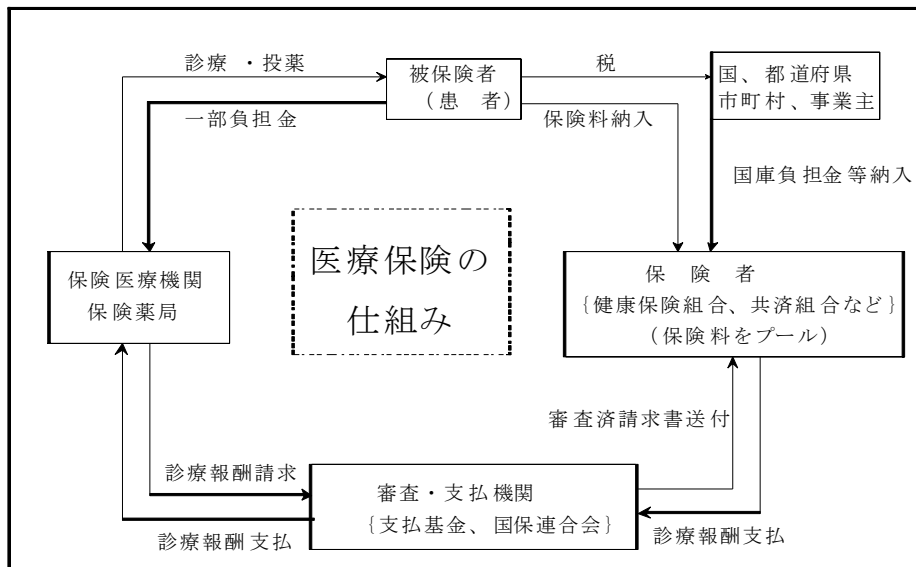 診療・投薬
被保険者
（患 者）
税
国、都道府県
市町村、事業主
一部負担金
保険料納入
国庫負担金等納入
医療保険の
仕組み
保険医療機関
保険薬局
保 険 者
{健康保険組合、共済組合など}
（保険料をプール）
審査済請求書送付
診療報酬請求
審査・支払機関
{支払基金、国保連合会}
診療報酬支払
診療報酬支払